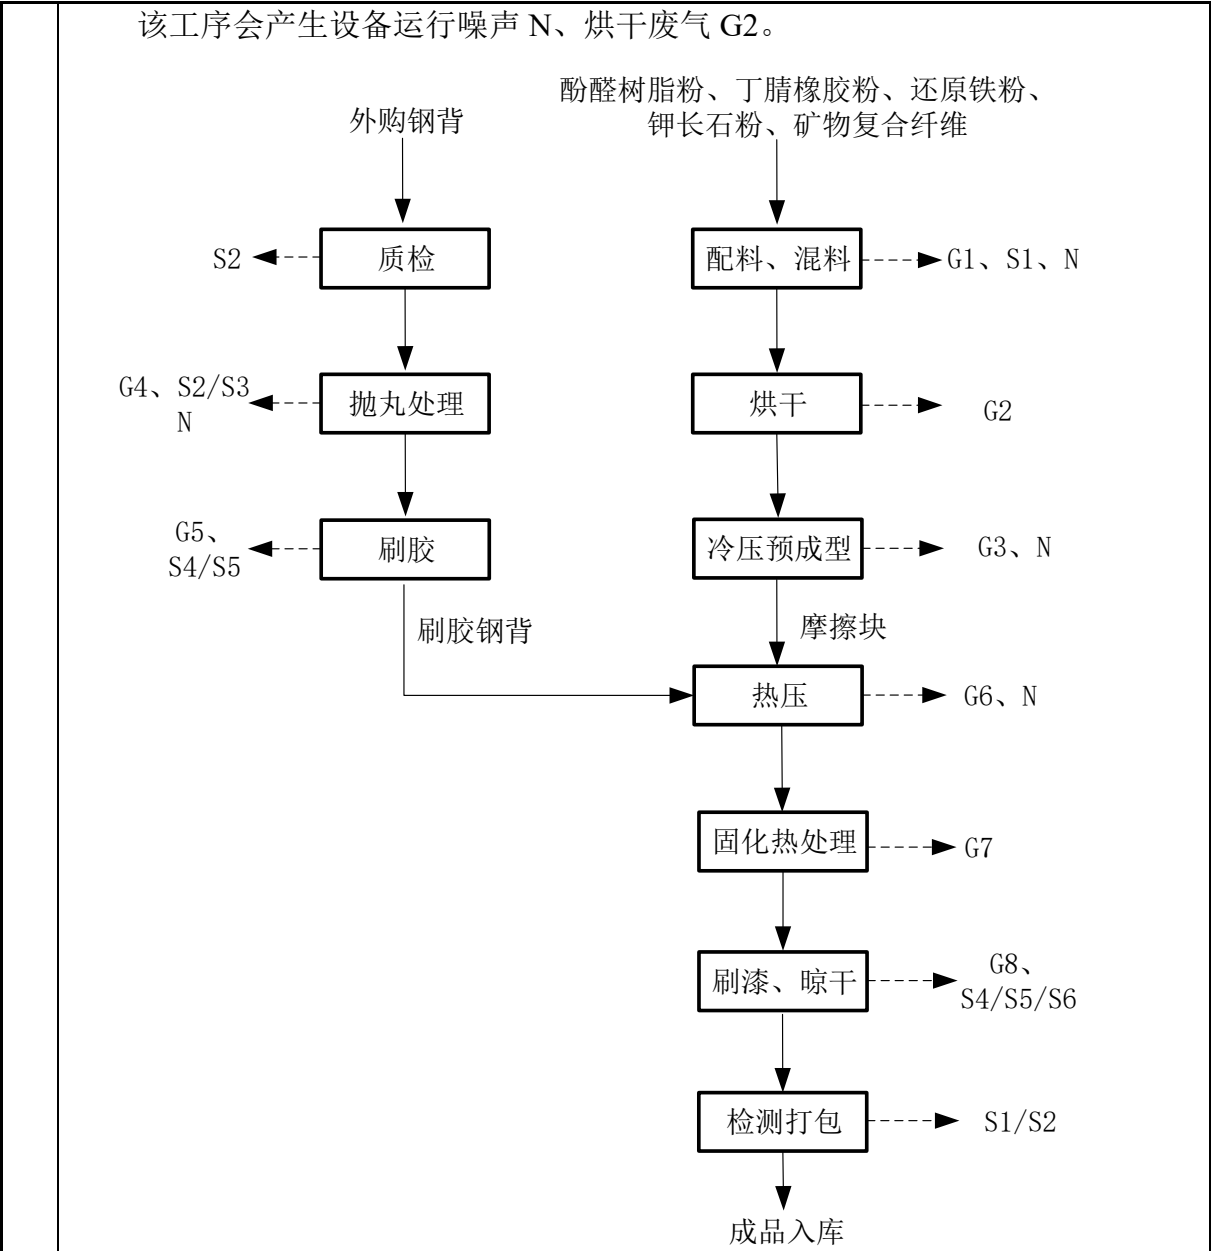 该工序会产生设备运行噪声 N、烘干废气 G2。
酚醛树脂粉、丁腈橡胶粉、还原铁粉、
钾长石粉、矿物复合纤维
外购钢背
S2
质检
配料、混料
G1、S1、N
G4、S2/S3
N
抛丸处理
烘干
G2
G5、
S4/S5
刷胶
冷压预成型
G3、N
刷胶钢背
摩擦块
热压
G6、N
固化热处理
G7
刷漆、晾干
G8、
S4/S5/S6
检测打包
S1/S2
成品入库